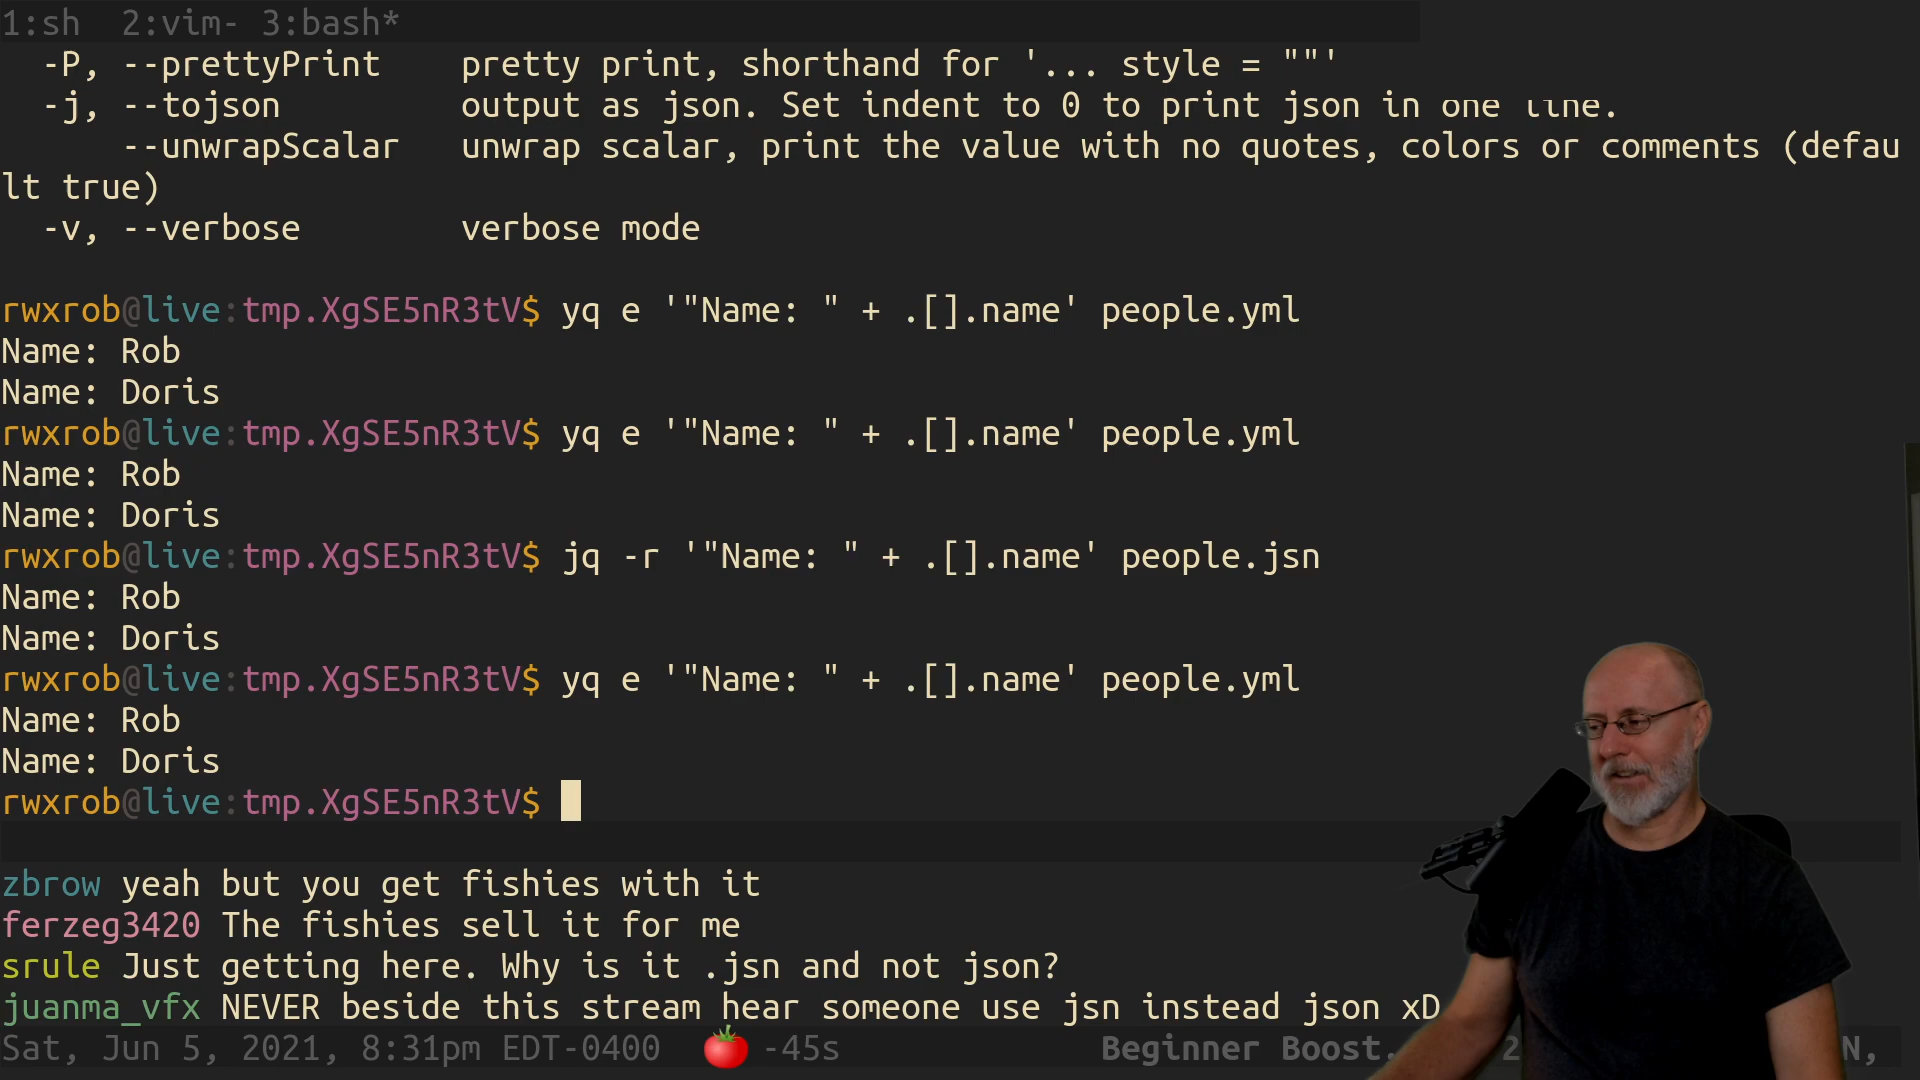 1:sh  2:vim- 3:bash*
  -P, --prettyPrint    pretty print, shorthand for '... style = ""'
  -j, --tojson         output as json. Set indent to 0 to print json in one line.
      --unwrapScalar   unwrap scalar, print the value with no quotes, colors or comments (defau
lt true)
  -v, --verbose        verbose mode
rwxrob@live:tmp.XgSE5nR3tV$ yq e '"Name: " + .[].name' people.yml
Name: Rob
Name: Doris
rwxrob@live:tmp.XgSE5nR3tV$ yq e '"Name: " + .[].name' people.yml
Name: Rob
Name: Doris
rwxrob@live:tmp.XgSE5nR3tV$ jq -r '"Name: " + .[].name' people.jsn
Name: Rob
Name: Doris
rwxrob@live:tmp.XgSE5nR3tV$ yq e '"Name: " + .[].name' people.yml
Name: Rob
Name: Doris
rwxrob@live:tmp.XgSE5nR3tV$
zbrow yeah but you get fishies with it
ferzeg3420 The fishies sell it for me
srule Just getting here. Why is it .jsn and not json?
juanma_vfx NEVER beside this stream hear someone use jsn instead json xD
Sat, Jun 5, 2021, 8:31pm EDT-0400  -45s  Beginner Boost.